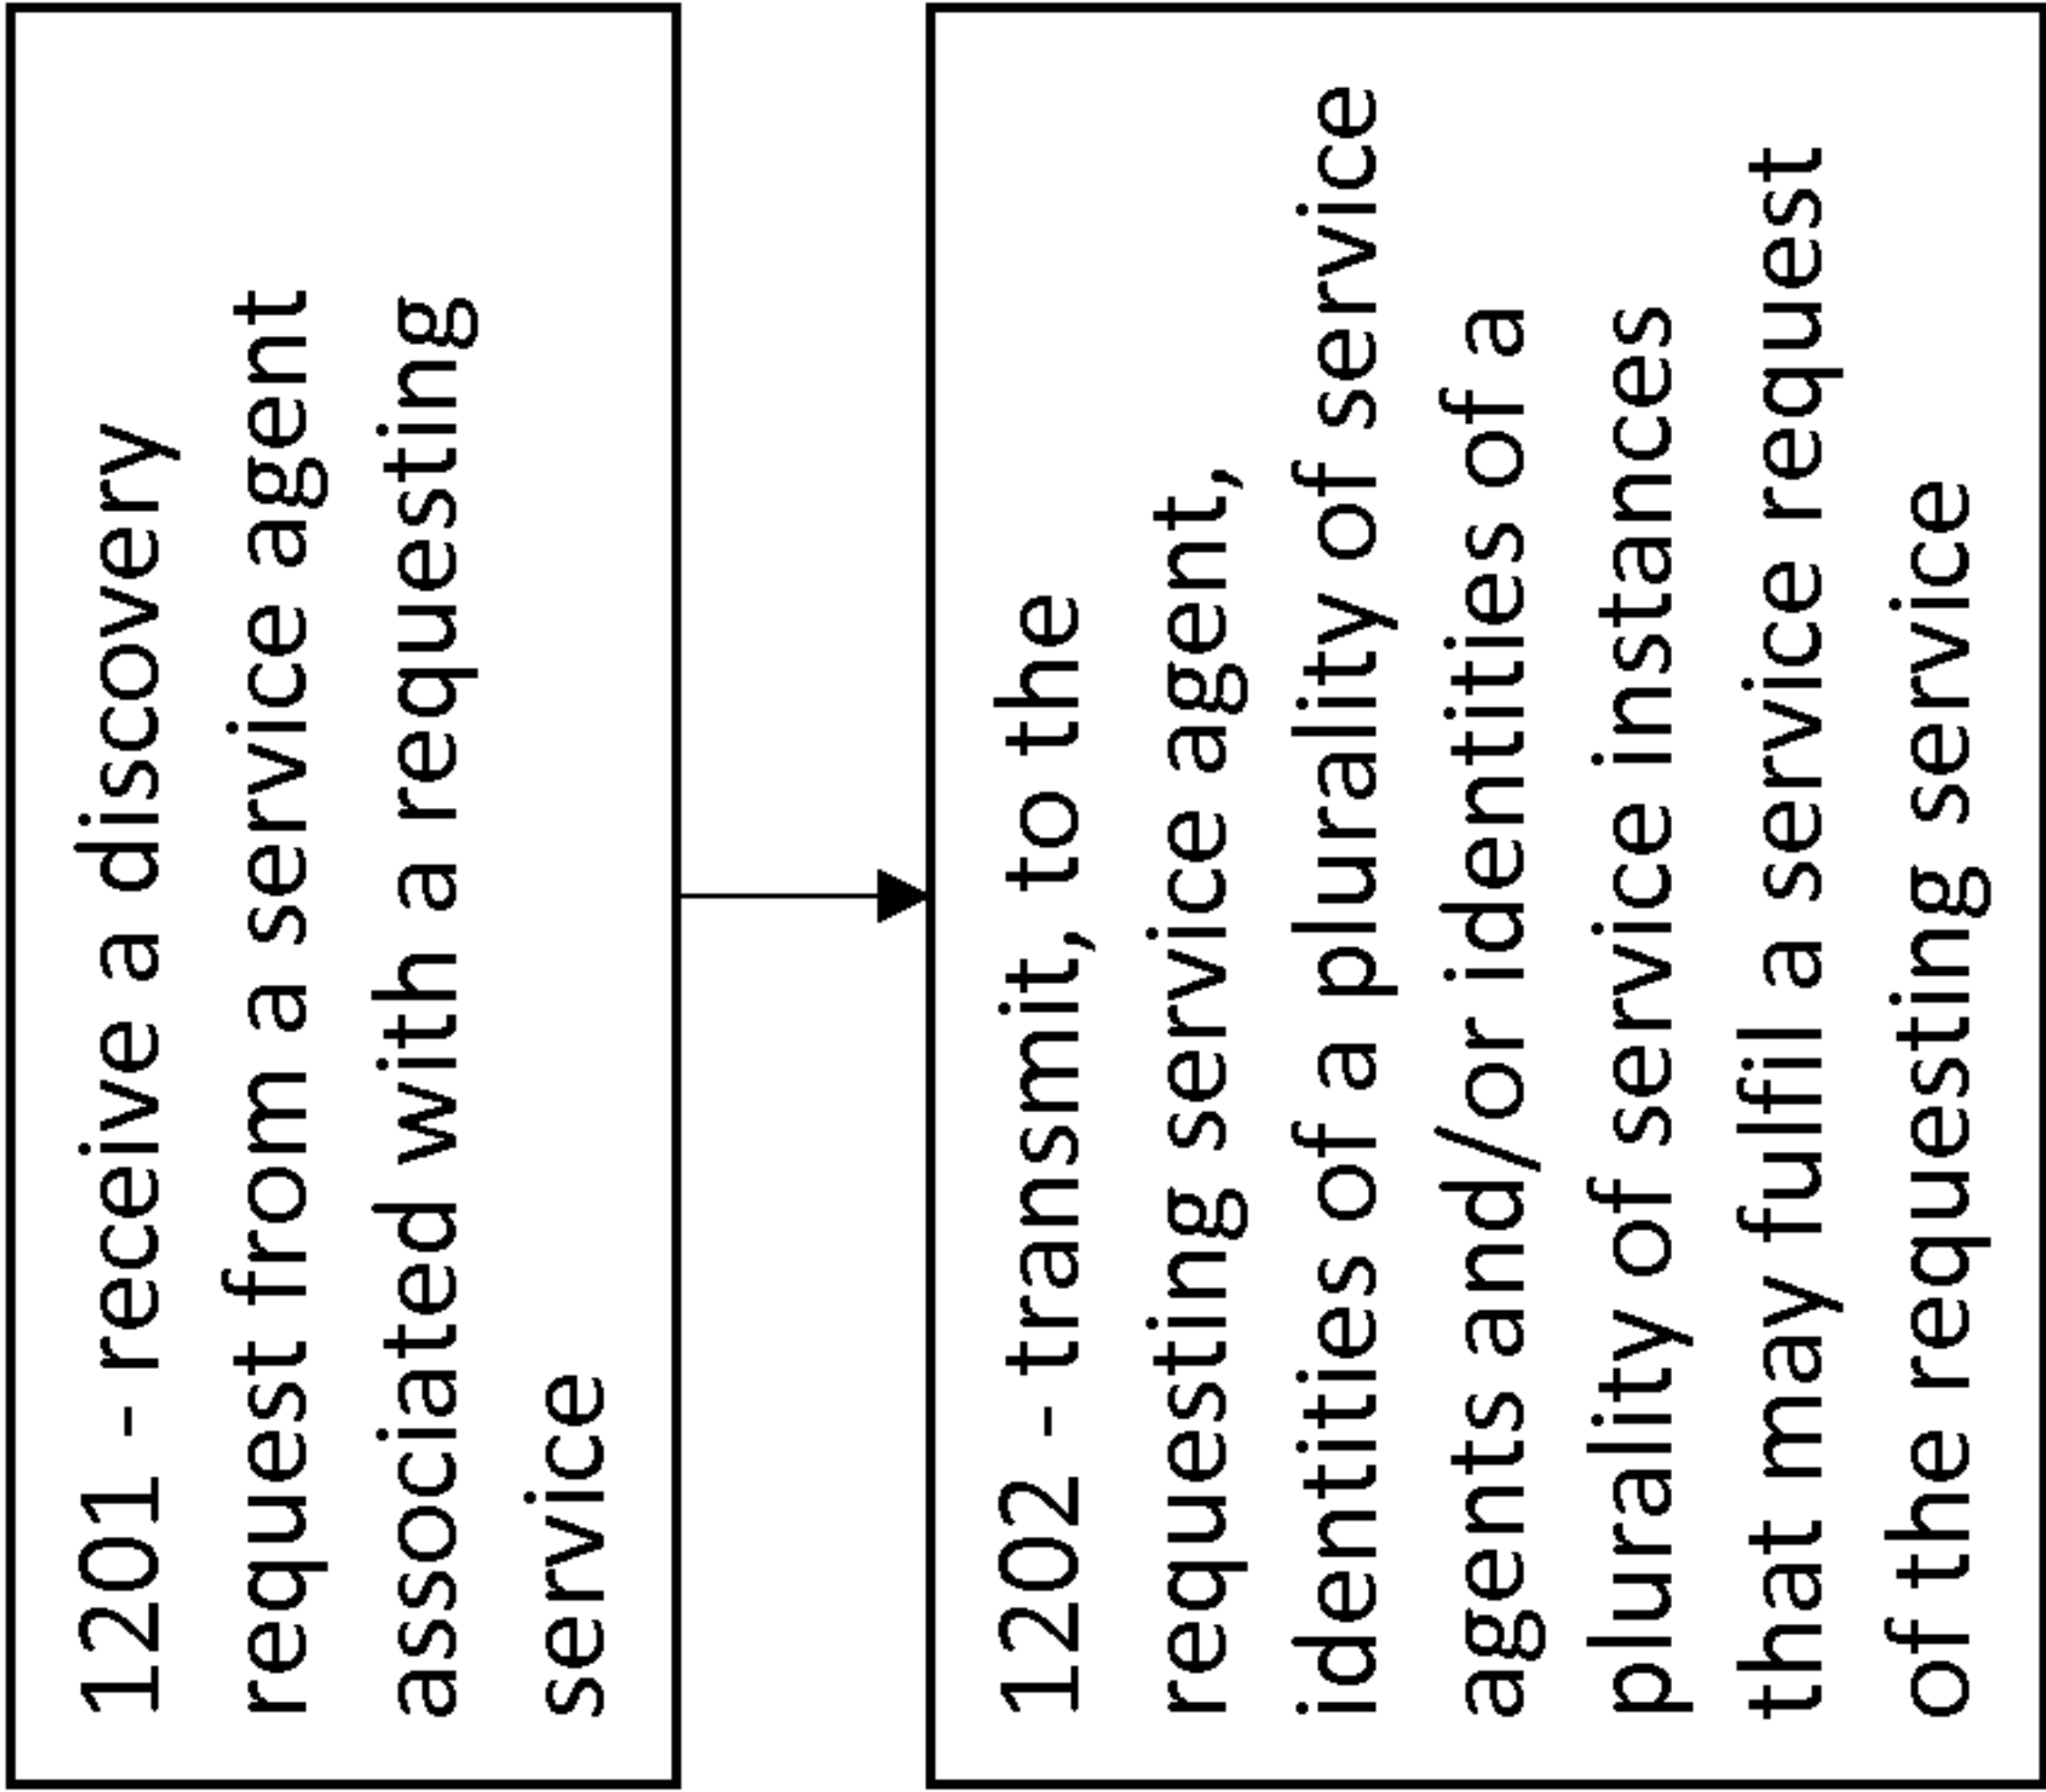 1201 - receive a discovery
request from a service agent
associated with a requesting
service
1202 - transmit, to the
requesting service agent,
identities of a plurality of service
agents and/or identities of a
plurality of service instances
that may fulfil a service request
of the requesting service